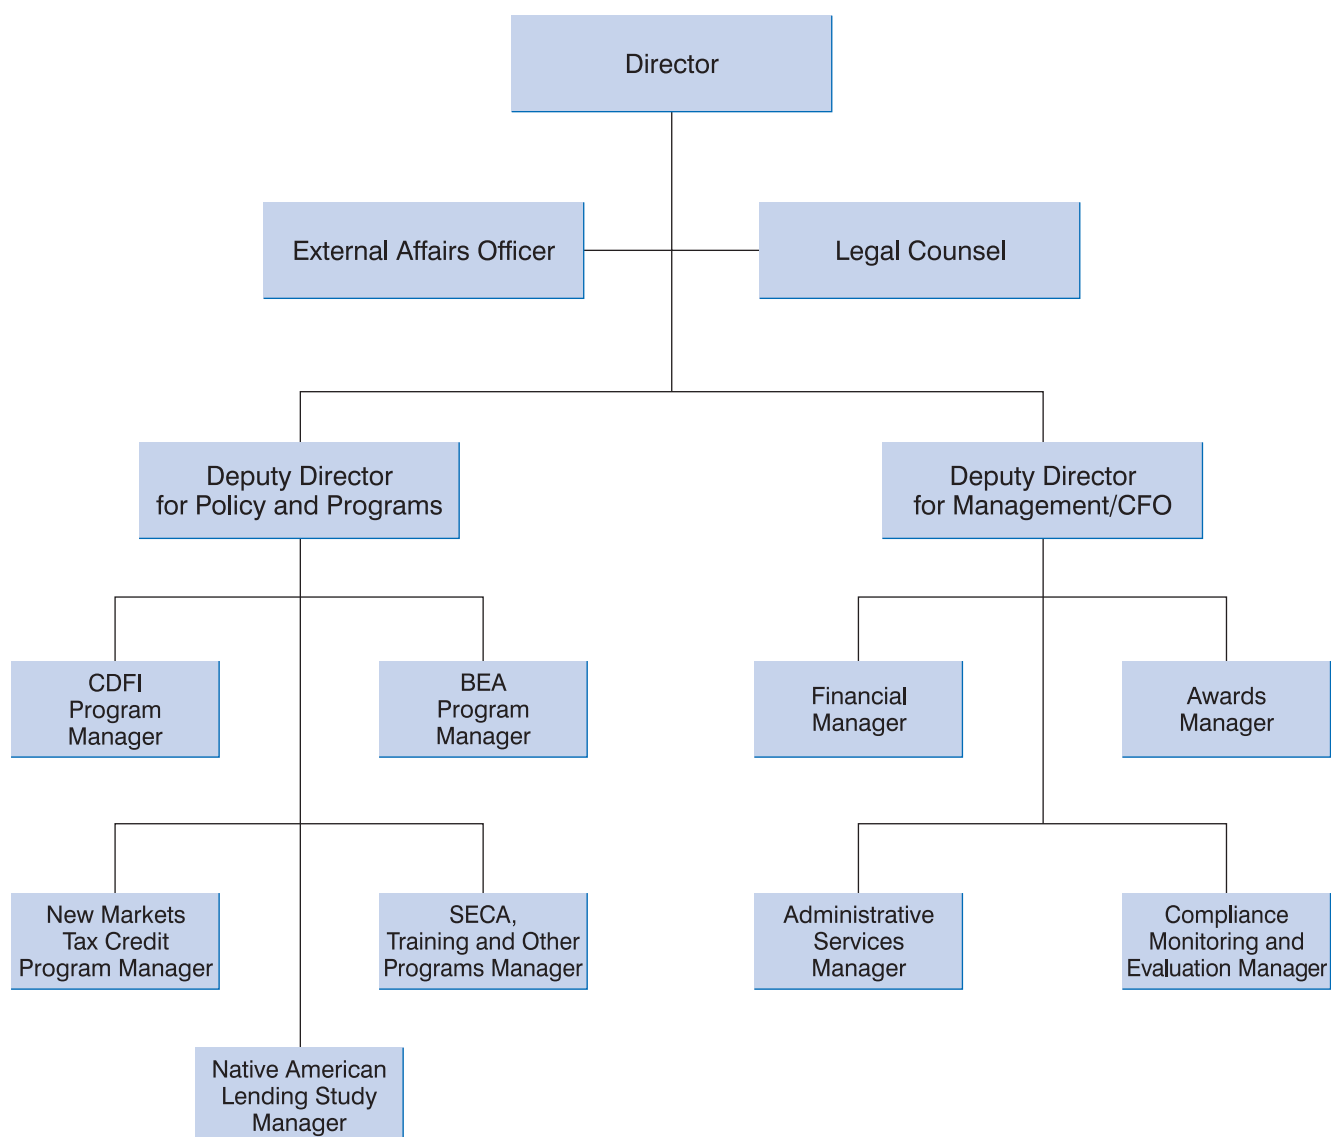 Director
External Affairs Officer
Legal Counsel
Deputy Director
for Policy and Programs
Deputy Director
for Management/CFO
CDFI
Program
Manager
BEA
Program
Manager
Financial
Manager
Awards
Manager
New Markets
Tax Credit
Program Manager
SECA,
Training and Other
Programs Manager
Administrative
Services
Manager
Compliance
Monitoring and
Evaluation Manager
Native American
Lending Study
Manager